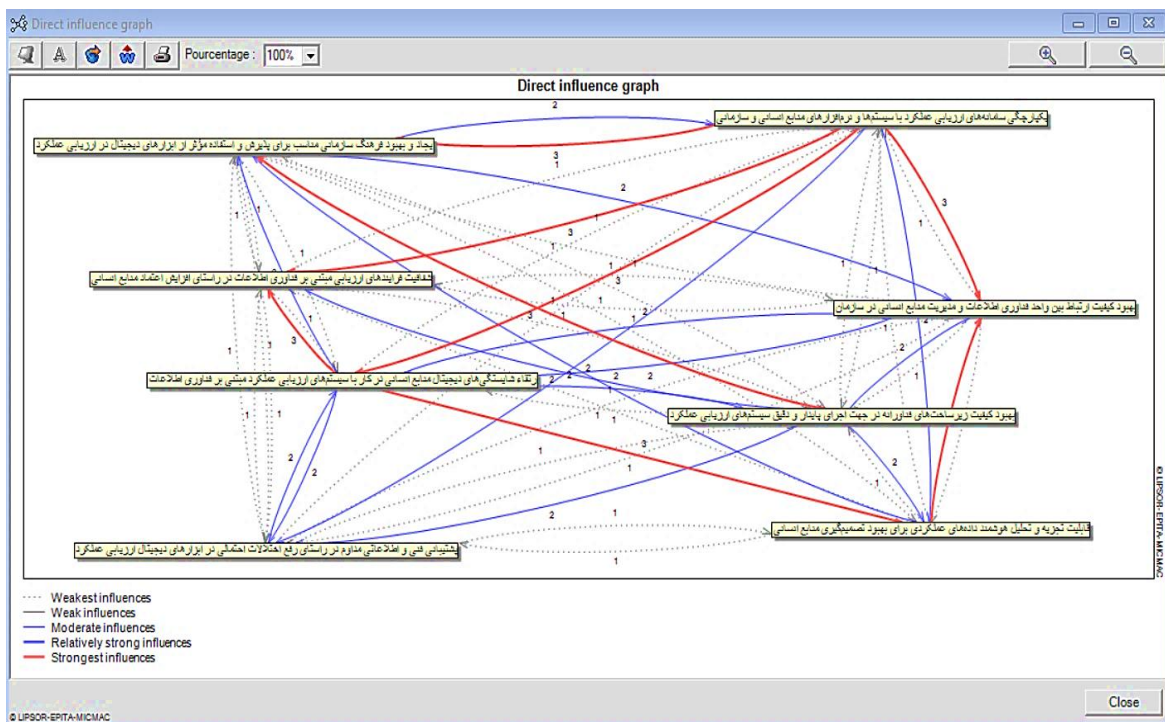 Direct influence graph
Pourcentage : 100%
Direct influence graph
یکپارچگی سامانه‌های ارزیابی عملکرد با سیستم‌ها و نرم‌افزارهای منابع انسانی و سازمانی
یجاد و بهبود فرهنگ سازمانی مناسب برای پذیرش و استفاده مؤثر از ابزارهای دیجیتال در ارزیابی عملکرد
شفافیت فرایندهای ارزیابی مبتنی بر فناوری اطلاعات در راستای افزایش اعتماد منابع انسانی
بهبود کیفیت ارتباط بین واحد فناوری اطلاعات و مدیریت منابع انسانی در سازمان
رتقاء شایستگی‌های دیجیتال منابع انسانی در کار با سیستم‌های ارزیابی عملکرد مبتنی بر فناوری اطلاعات
بهبود کیفیت زیرساخت‌های فناورانه در جهت اجرای پایدار و دقیق سیستم‌های ارزیابی عملکرد
قابلیت تجزیه و تحلیل هوشمند داده‌های عملکردی برای بهبود تصمیم‌گیری منابع انسانی
پشتیبانی فنی و اطلاعاتی مداوم در راستای رفع اختلالات احتمالی در ابزارهای دیجیتال ارزیابی عملکرد
© LIPSOR-EPITA-MICMAC
Weakest influences
Weak influences
Moderate influences
Relatively strong influences
Strongest influences
Close
© LIPSOR-EPITA-MICMAC